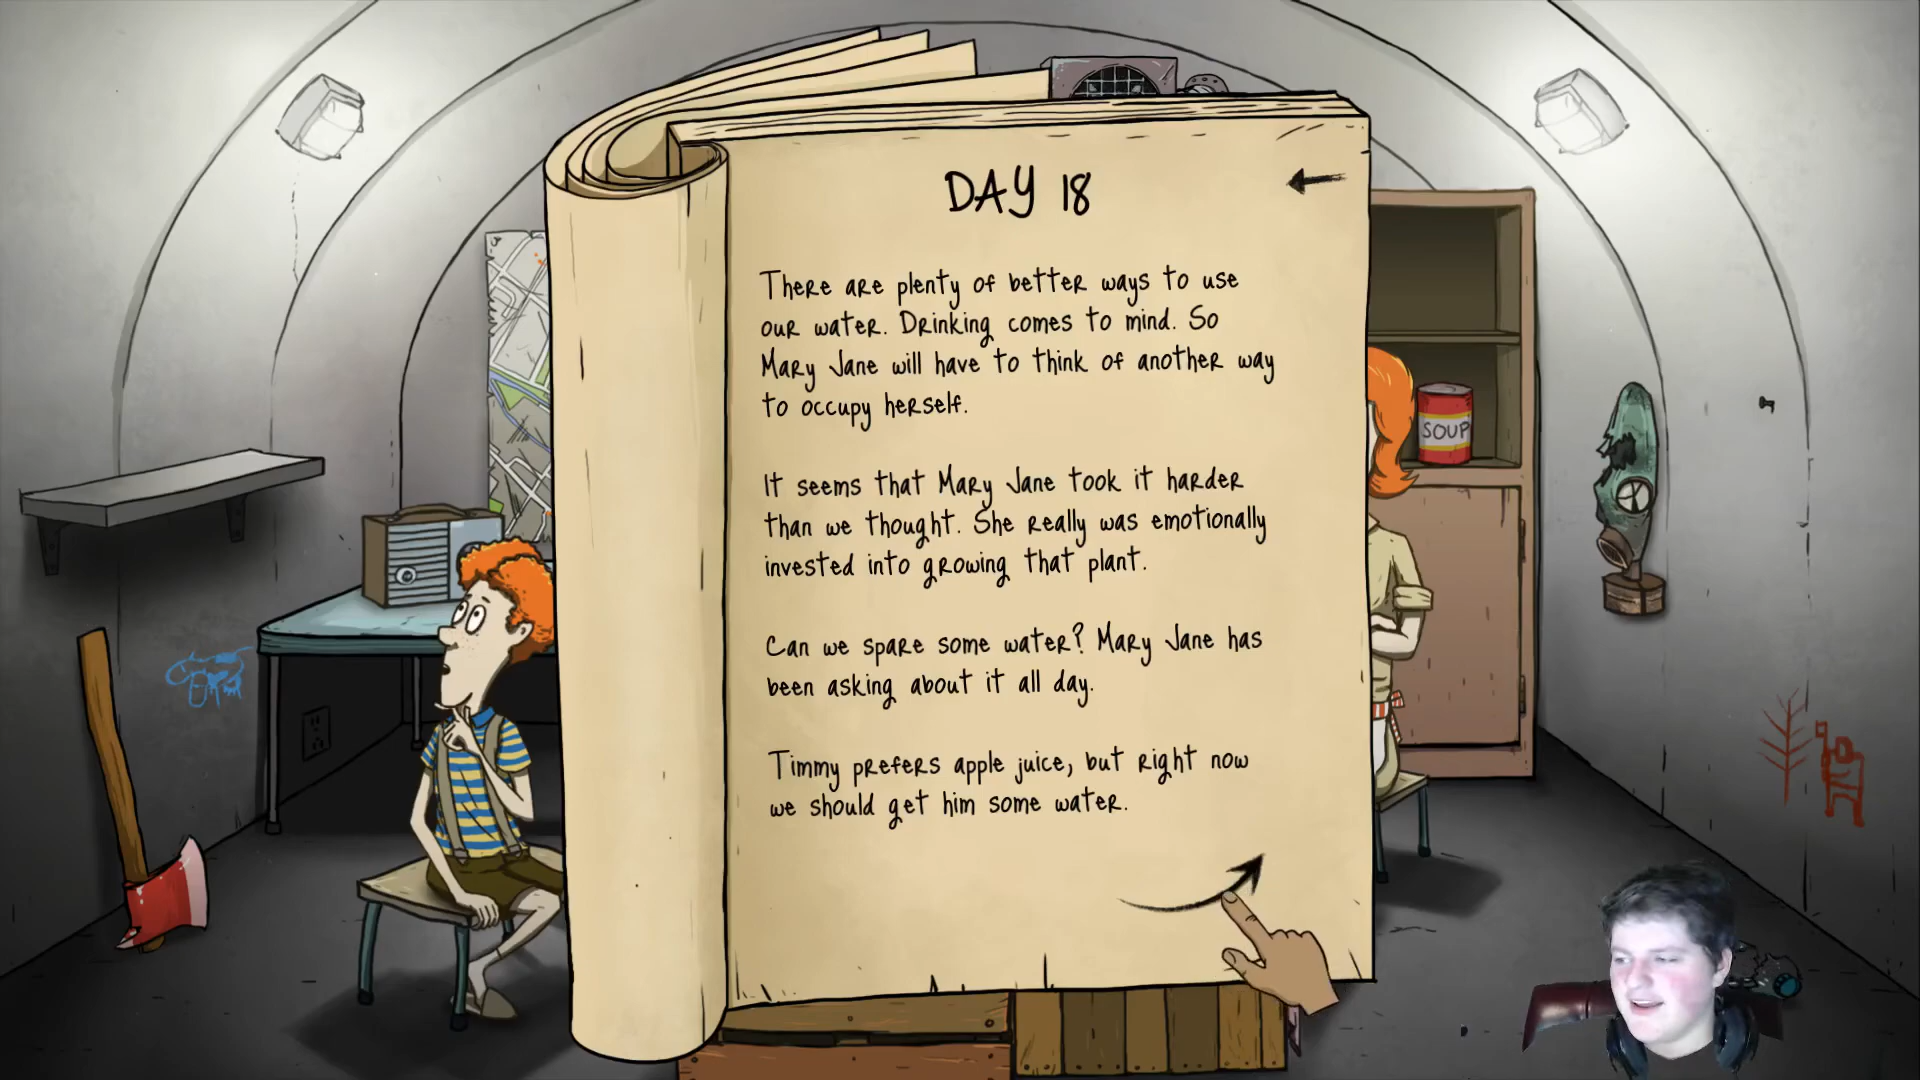 DAY 18
There are plenty of better ways to use
our water. Drinking comes to mind. So
Mary Jane will have to think of another way
to occupy herself.
It seems that Mary Jane took it harder
than we thought. She really was emotionally
invested into growing that plant.
Can we spare some water? Mary Jane has
been asking about it all day.
Timmy prefers apple juice, but right now
we should get him some water.
SOUP